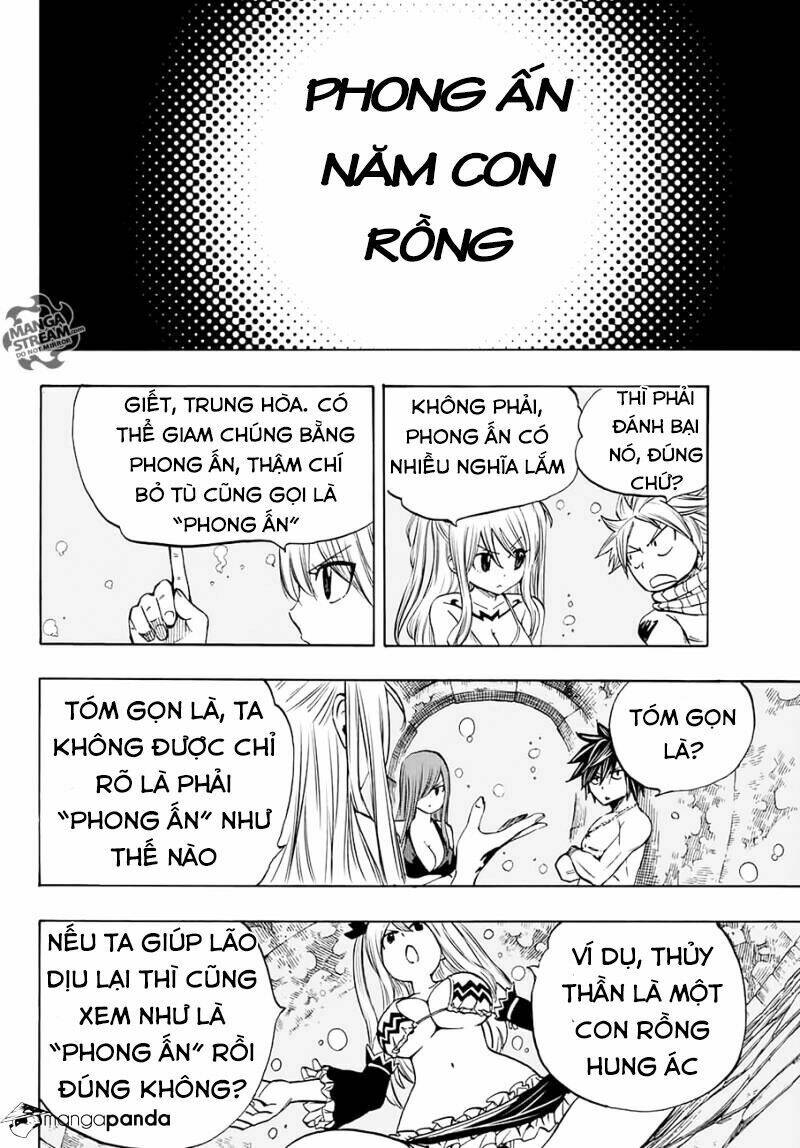 PHONG ẤN
NĂM CON
RỒNG
MANGA
STREAM.COM
DO NOT MIRROR
THÌ PHẢI
ĐÁNH BẠI
NÓ, ĐÚNG
CHỨ?
KHÔNG PHẢI,
PHONG ẤN CÓ
NHIỀU NGHĨA LẮM
GIẾT, TRUNG HÒA. CÓ
THỂ GIAM CHÚNG BẰNG
PHONG ẤN, THẬM CHÍ
BỎ TÙ CŨNG GỌI LÀ
"PHONG ẤN"
TÓM GỌN
LÀ?
TÓM GỌN LÀ, TA
KHÔNG ĐƯỢC CHỈ
RÕ LÀ PHẢI
"PHONG ẤN" NHƯ
THẾ NÀO
VÍ DỤ, THỦY
THẦN LÀ MỘT
CON RỒNG
HUNG ÁC
NẾU TA GIÚP LÃO
DỊU LẠI THÌ CŨNG
XEM NHƯ LÀ
"PHONG ẤN" RỒI
ĐÚNG KHÔNG?
mangapanda